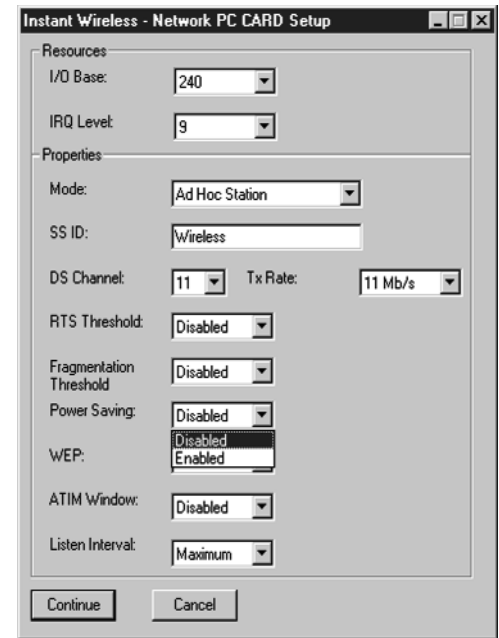 Instant Wireless - Network PC CARD Setup
Resources
I/O Base: 240
IRQ Level: 9
Properties
Mode: Ad Hoc Station
SS ID: Wireless
DS Channel: 11 Tx Rate: 11 Mb/s
RTS Threshold: Disabled
Fragmentation
Threshold Disabled
Power Saving: Disabled
Disabled
WEP: Enabled
ATIM Window: Disabled
Listen Interval: Maximum
Continue Cancel